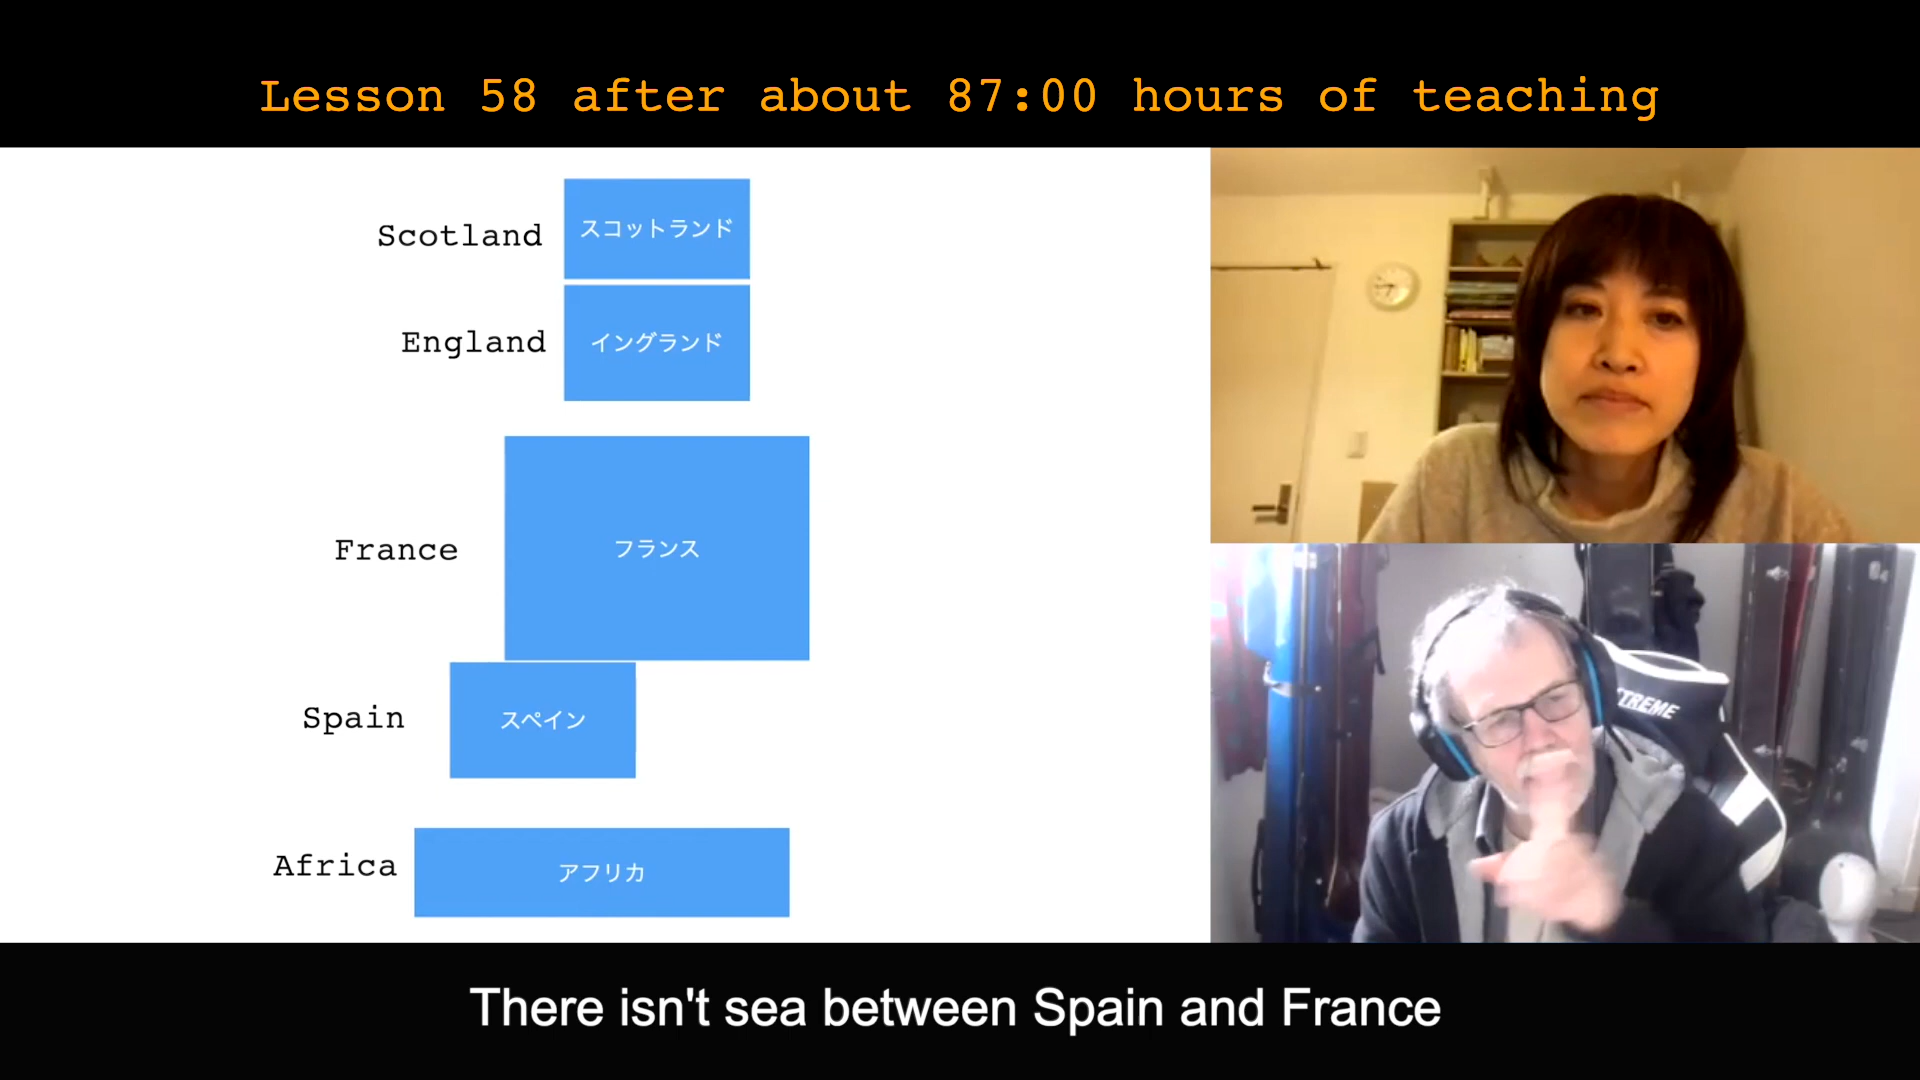 Lesson 58 after about 87:00 hours of teaching
Scotland スコットランド
England イングランド
France フランス
Spain スペイン
Africa アフリカ
TREME
There isn't sea between Spain and France